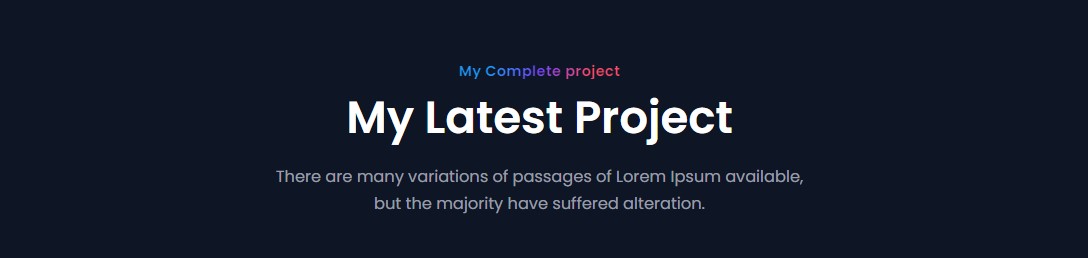 My Complete project
My Latest Project
There are many variations of passages of Lorem Ipsum available,
but the majority have suffered alteration.